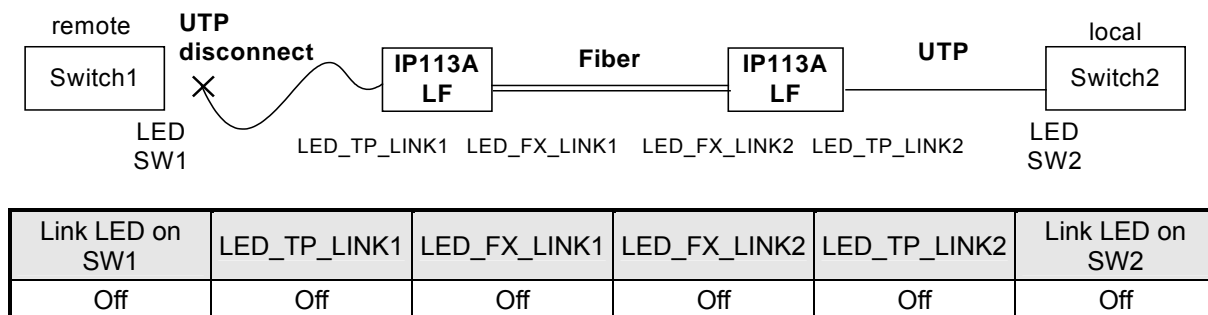 remote
UTP
disconnect
Switch1
IP113A
LF
Fiber
IP113A
LF
UTP
local
Switch2
LED
SW1
LED_TP_LINK1
LED_FX_LINK1
LED_FX_LINK2
LED_TP_LINK2
LED
SW2
Link LED on
SW1
LED_TP_LINK1
LED_FX_LINK1
LED_FX_LINK2
LED_TP_LINK2
Link LED on
SW2
Off
Off
Off
Off
Off
Off